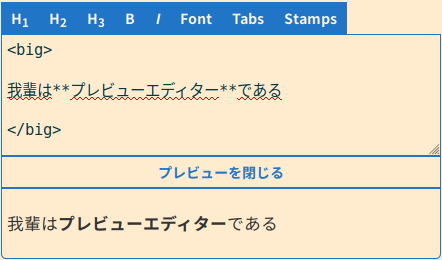 H1 H2 H3 B I Font Tabs Stamps
<big>
我輩は**プレビューエディター**である
</big>
プレビューを閉じる
我輩はプレビューエディターである